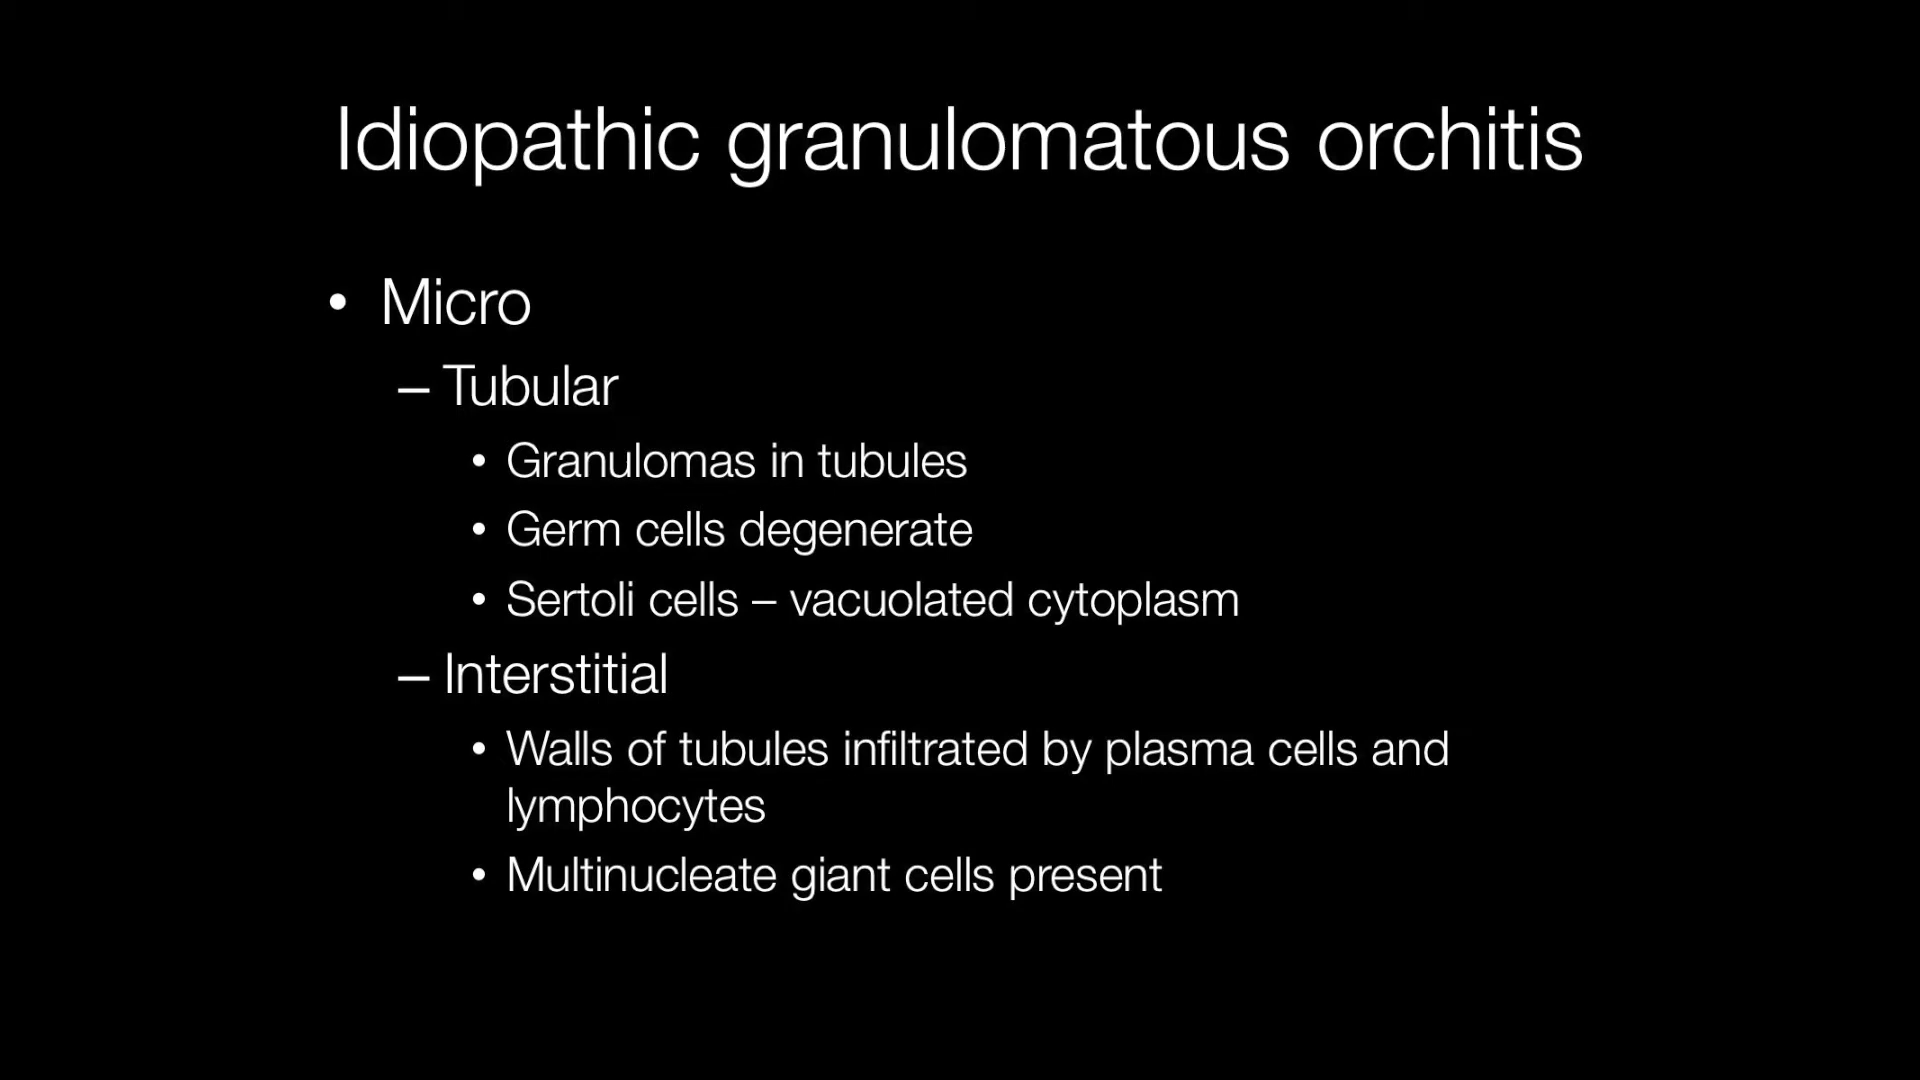 Idiopathic granulomatous orchitis
• Micro
– Tubular
• Granulomas in tubules
• Germ cells degenerate
• Sertoli cells – vacuolated cytoplasm
– Interstitial
• Walls of tubules infiltrated by plasma cells and
lymphocytes
• Multinucleate giant cells present